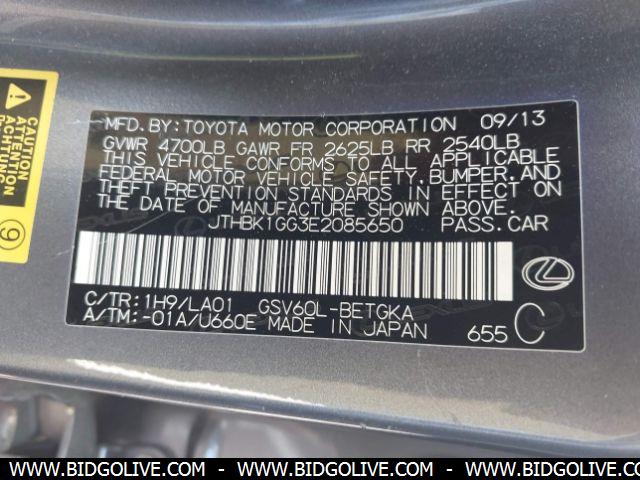 CAUTION
ATTENTION
ACHTUNG
9
MFD. BY: TOYOTA MOTOR CORPORATION 09/13
GVWR 4700LB GAWR FR 2625LB RR 2540LB
THIS VEHICLE CONFORMS TO ALL APPLICABLE
FEDERAL MOTOR VEHICLE SAFETY, BUMPER, AND
THEFT PREVENTION STANDARDS IN EFFECT ON
THE DATE OF MANUFACTURE SHOWN ABOVE.
JTHBK1GG3E2085650 PASS. CAR
C/TR: 1H9/LA01 GSV60L-BETGKA
A/TM: -01A/U660E MADE IN JAPAN 655 C
WWW.BIDGOLIVE.COM - WWW.BIDGOLIVE.COM - WWW.BIDGOLIVE.COM